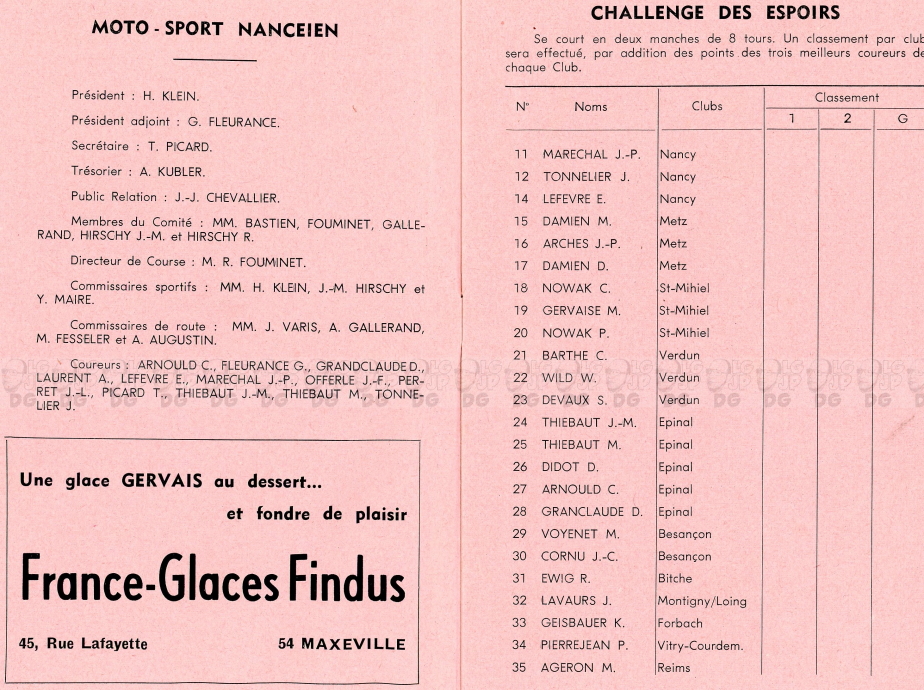 MOTO - SPORT NANCEIEN
Président : H. KLEIN.
Président adjoint : G. FLEURANCE.
Secrétaire : T. PICARD.
Trésorier : A. KUBLER.
Public Relation : J.-J. CHEVALLIER.
Membres du Comité : MM. BASTIEN, FOUMINET, GALLE-
RAND, HIRSCHY J.-M. et HIRSCHY R.
Directeur de Course : M. R. FOUMINET.
Commissaires sportifs : MM. H. KLEIN, J.-M. HIRSCHY et
Y. MAIRE.
Commissaires de route : MM. J. VARIS, A. GALLERAND,
M. FESSELER et A. AUGUSTIN.
Coureurs : ARNOULD C., FLEURANCE G., GRANDCLAUDE D.,
LAURENT A., LEFEVRE E., MARECHAL J.-P., OFFERLE J.-F., PER-
RET J.-L., PICARD T., THIEBAUT J.-M., THIEBAUT M., TONNE-
LIER J.
Une glace GERVAIS au dessert...
et fondre de plaisir
France-Glaces Findus
45, Rue Lafayette 54 MAXEVILLE
CHALLENGE DES ESPOIRS
Se court en deux manches de 8 tours. Un classement par club
sera effectué, par addition des points des trois meilleurs coureurs de
chaque Club.
N° Noms Clubs Classement
1 2 G
11 MARECHAL J.-P. Nancy
12 TONNELIER J. Nancy
14 LEFEVRE E. Nancy
15 DAMIEN M. Metz
16 ARCHES J.-P. Metz
17 DAMIEN D. Metz
18 NOWAK C. St-Mihiel
19 GERVAISE M. St-Mihiel
20 NOWAK P. St-Mihiel
21 BARTHE C. Verdun
22 WILD W. Verdun
23 DEVAUX S. Verdun
24 THIEBAUT J.-M. Epinal
25 THIEBAUT M. Epinal
26 DIDOT D. Epinal
27 ARNOULD C. Epinal
28 GRANCLAUDE D. Epinal
29 VOYENET M. Besançon
30 CORNU J.-C. Besançon
31 EWIG R. Bitche
32 LAVAURS J. Montigny/Loing
33 GEISBAUER K. Forbach
34 PIERREJEAN P. Vitry-Courdem.
35 AGERON M. Reims